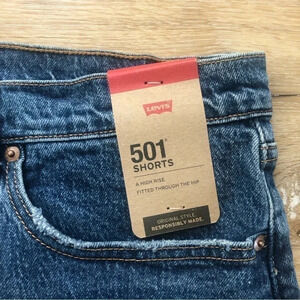 Levi's
501®
SHORTS
A HIGH RISE
FITTED THROUGH THE HIP
ORIGINAL STYLE.
RESPONSIBLY MADE.